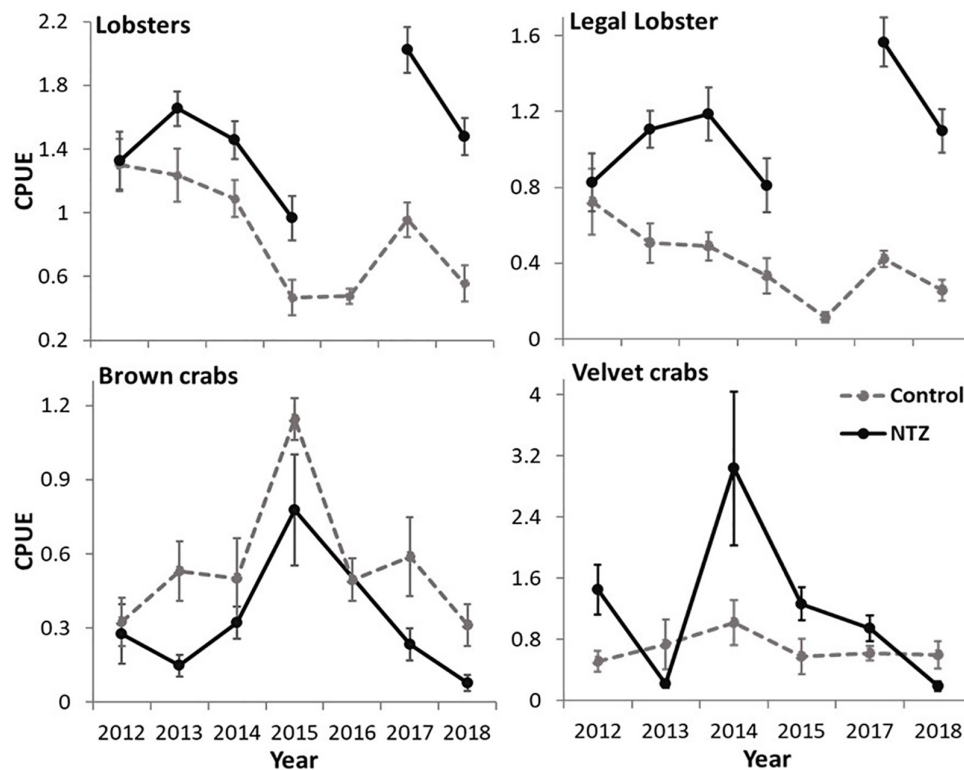 Lobsters
Legal Lobster
2.2
1.8
1.4
1
0.6
0.2
CPUE
1.6
1.2
0.8
0.4
0
Brown crabs
Velvet crabs
1.2
0.9
0.6
0.3
0
CPUE
4
3.2
2.4
1.6
0.8
0
Control
NTZ
2012 2013 2014 2015 2016 2017 2018
Year
2012 2013 2014 2015 2017 2018
Year